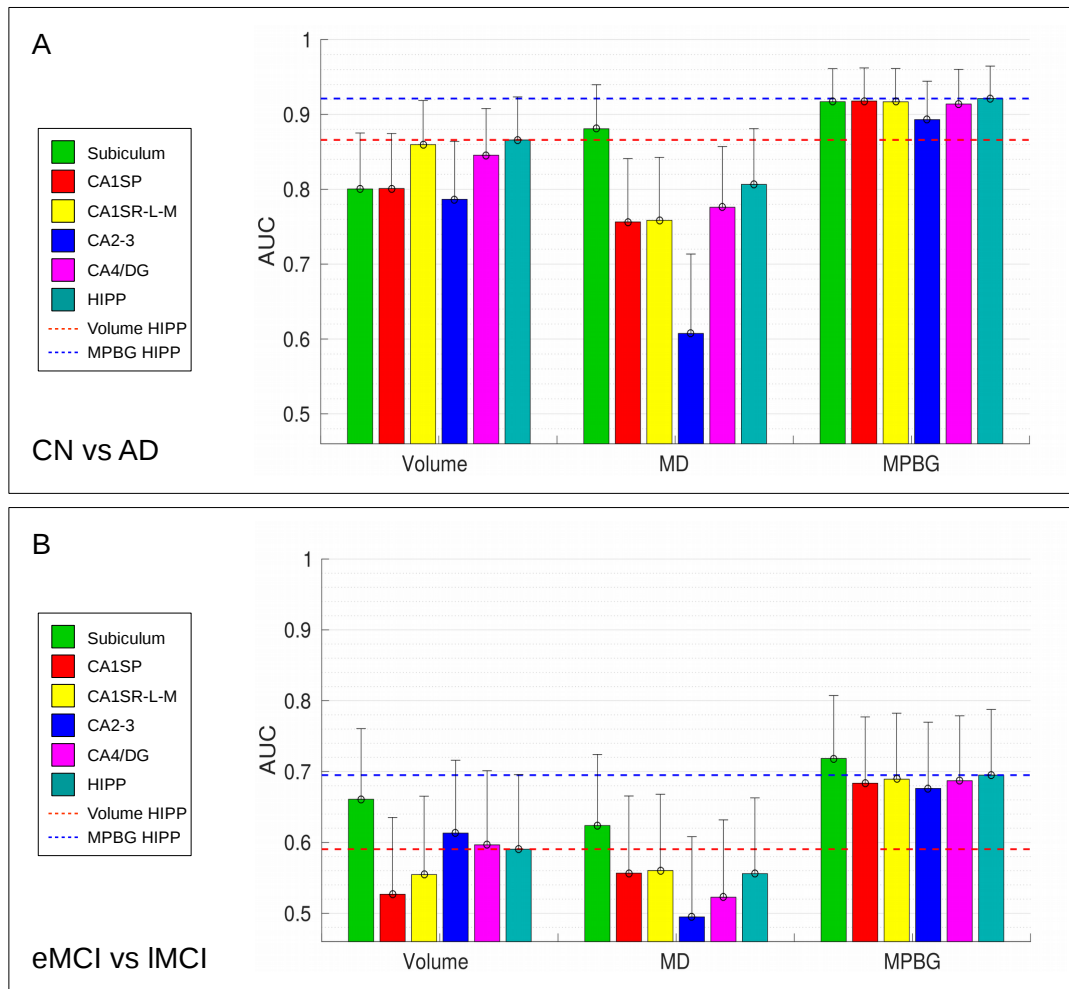 A
1
0.9
0.8
0.7
0.6
0.5
AUC
Subiculum
CA1SP
CA1SR-L-M
CA2-3
CA4/DG
HIPP
Volume HIPP
MPBG HIPP
CN vs AD
Volume MD MPBG
B
1
0.9
0.8
0.7
0.6
0.5
AUC
Subiculum
CA1SP
CA1SR-L-M
CA2-3
CA4/DG
HIPP
Volume HIPP
MPBG HIPP
eMCI vs lMCI
Volume MD MPBG